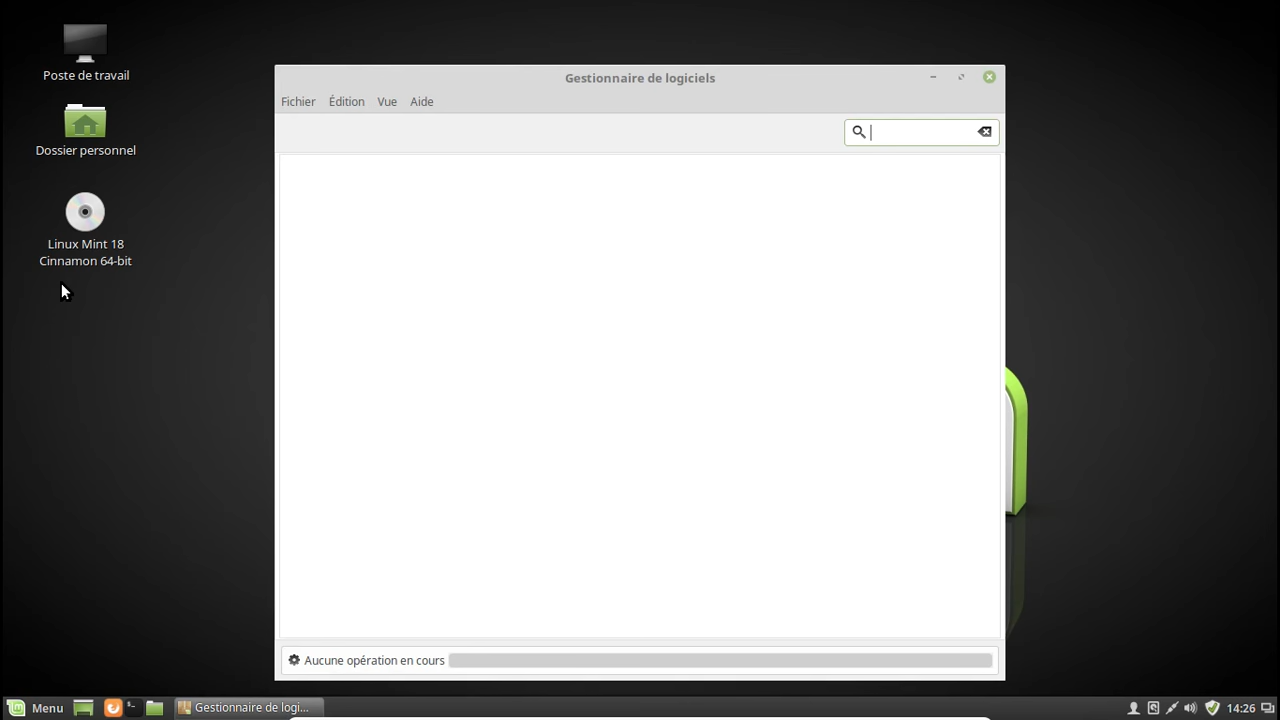 Poste de travail
Dossier personnel
Linux Mint 18
Cinnamon 64-bit
Gestionnaire de logiciels
Fichier Édition Vue Aide
Aucune opération en cours
Menu
Gestionnaire de logi...
14:26